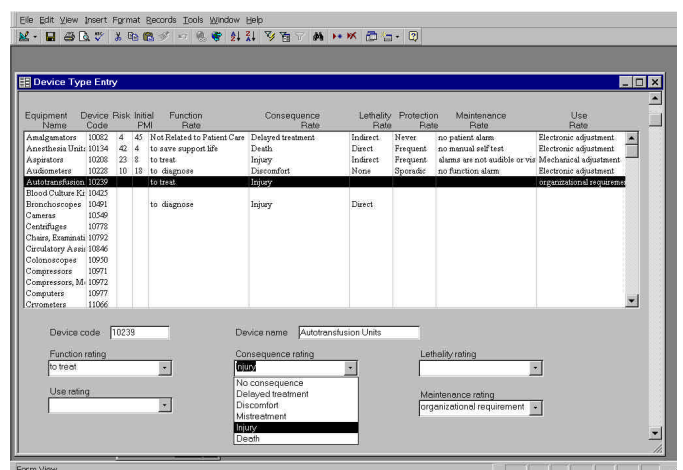 File Edit View Insert Format Records Tools Window Help
Device Type Entry
Equipment Device Risk Initial Function Consequence Lethality Protection Maintenance Use
Name Code PMI Rate Rate Rate Rate Rate Rate
Amalgamators 10082 4 45 Not Related to Patient Care Delayed treatment Indirect Never no patient alarm Electronic adjustment
Anesthesia Units 10134 42 4 to save support life Death Direct Frequent no manual self test Electronic adjustment
Aspirators 10208 23 8 to treat Injury Indirect Frequent alarms are not audible or vis Mechanical adjustment
Audiometers 10228 10 18 to diagnose Discomfort None Sporadic no function alarm Electronic adjustment
Autotransfusion 10239 to treat Injury organizational requiremen
Blood Culture Ki 10425
Bronchoscopes 10491 to diagnose Injury Direct
Cameras 10549
Centrifuges 10778
Chairs, Examinati 10792
Circulatory Assis 10846
Colonoscopes 10950
Compressors 10971
Compressors, M 10972
Computers 10977
Cryometers 11066
Device code 10239 Device name Autotransfusion Units
Function rating Consequence rating Lethality rating
to treat Injury
No consequence
Use rating Delayed treatment Maintenance rating
Discomfort organizational requirement
Mistreatment
Injury
Death
Form View